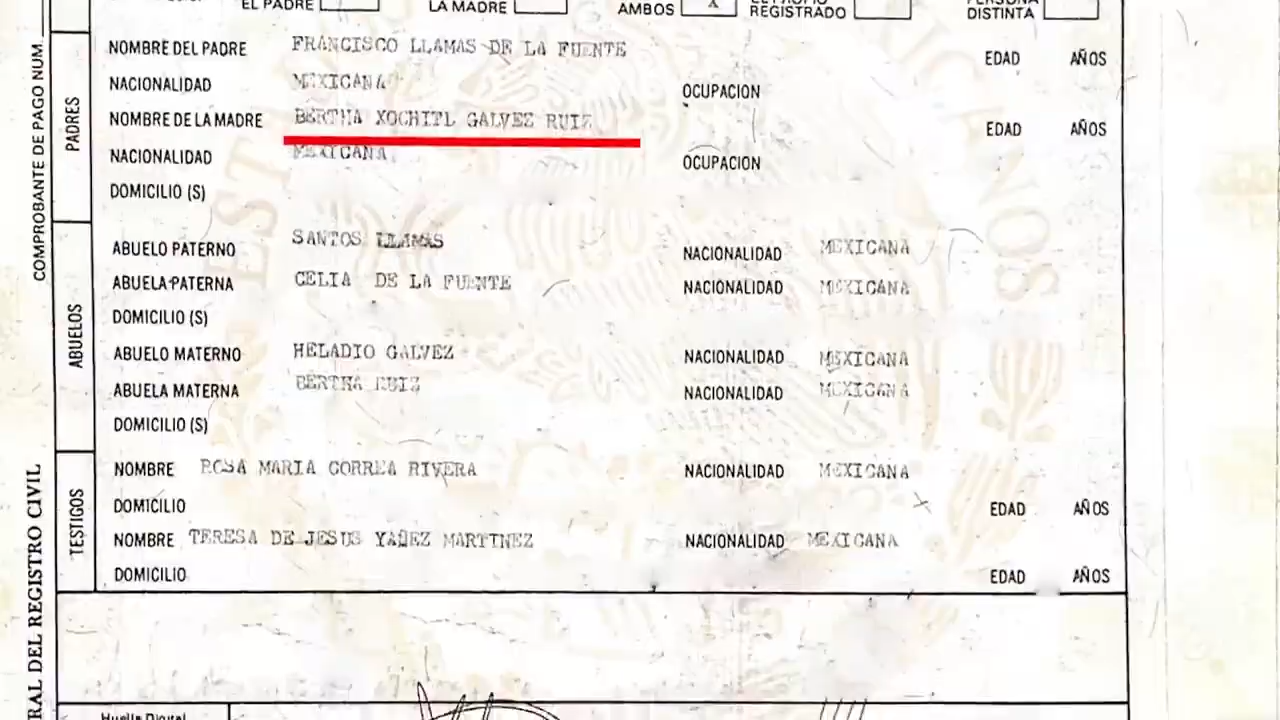 EL PADRE LA MADRE AMBOS X EL PROPIO REGISTRADO PERSONA DISTINTA
COMPROBANTE DE PAGO NUM.
PADRES
NOMBRE DEL PADRE FRANCISCO LLAMAS DE LA FUENTE EDAD AÑOS
NACIONALIDAD MEXICANA OCUPACION
NOMBRE DE LA MADRE BERTHA XOCHITL GALVEZ RUIZ EDAD AÑOS
NACIONALIDAD MEXICANA OCUPACION
DOMICILIO (S)
ABUELOS
ABUELO PATERNO SANTOS LLAMAS NACIONALIDAD MEXICANA
ABUELA PATERNA CELIA DE LA FUENTE NACIONALIDAD MEXICANA
DOMICILIO (S)
ABUELO MATERNO HELADIO GALVEZ NACIONALIDAD MEXICANA
ABUELA MATERNA BERTHA RUIZ NACIONALIDAD MEXICANA
DOMICILIO (S)
RAL DEL REGISTRO CIVIL
TESTIGOS
NOMBRE ROSA MARIA CORREA RIVERA NACIONALIDAD MEXICANA
DOMICILIO EDAD AÑOS
NOMBRE TERESA DE JESUS YAÑEZ MARTINEZ NACIONALIDAD MEXICANA
DOMICILIO EDAD AÑOS
Huella Digital